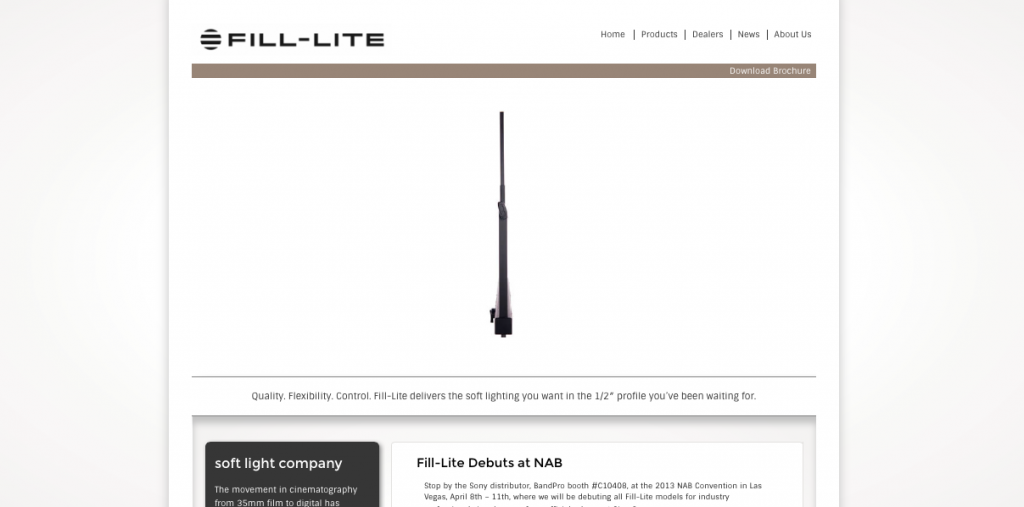 FILL-LITE
Home | Products | Dealers | News | About Us
Download Brochure
Quality. Flexibility. Control. Fill-Lite delivers the soft lighting you want in the 1/2" profile you've been waiting for.
soft light company
The movement in cinematography
from 35mm film to digital has
Fill-Lite Debuts at NAB
Stop by the Sony distributor, BandPro booth #C10408, at the 2013 NAB Convention in Las
Vegas, April 8th – 11th, where we will be debuting all Fill-Lite models for industry